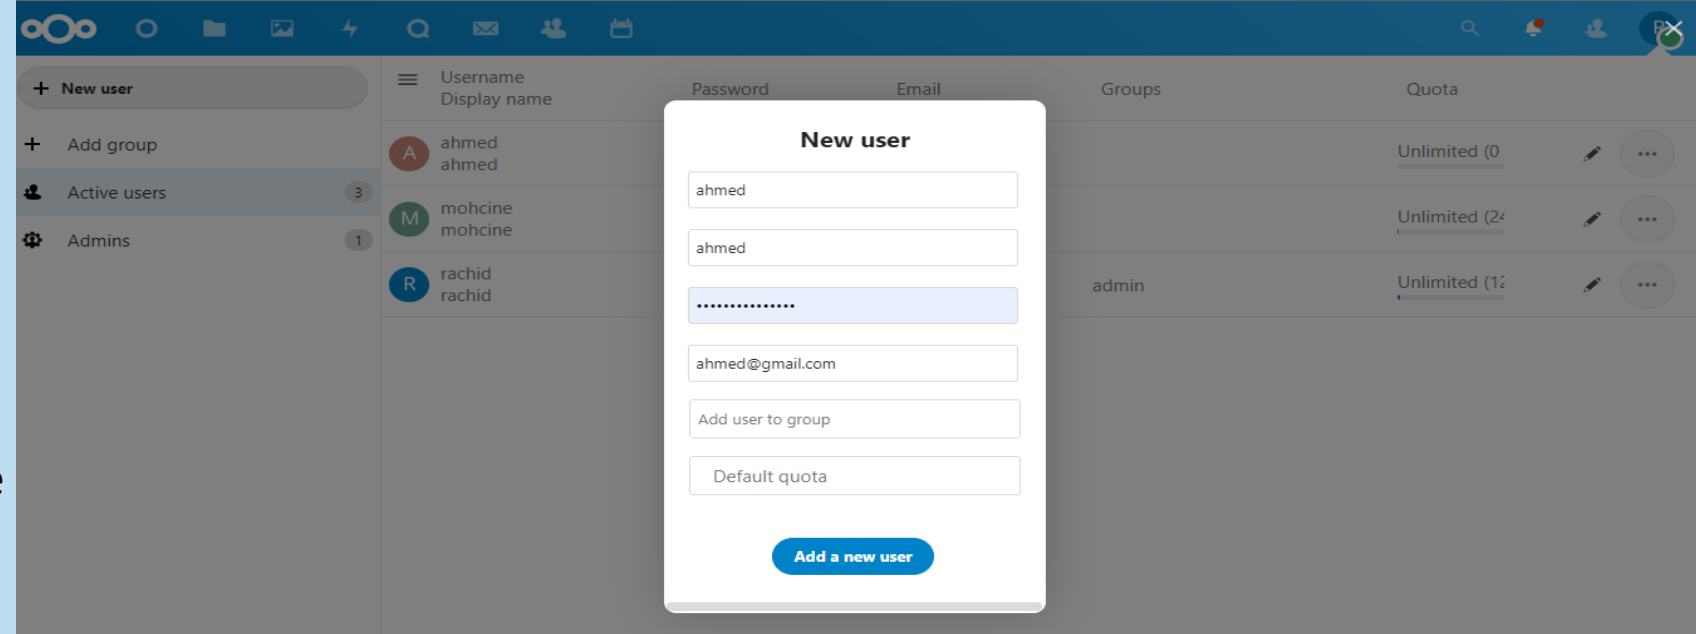 + New user
+ Add group
Active users 3
Admins 1
Username
Display name
Password Email Groups Quota
A ahmed
ahmed
Unlimited (0
M mohcine
mohcine
Unlimited (24
R rachid
rachid
admin
Unlimited (12
New user
ahmed
ahmed
•••••••••••••••
ahmed@gmail.com
Add user to group
Default quota
Add a new user
e